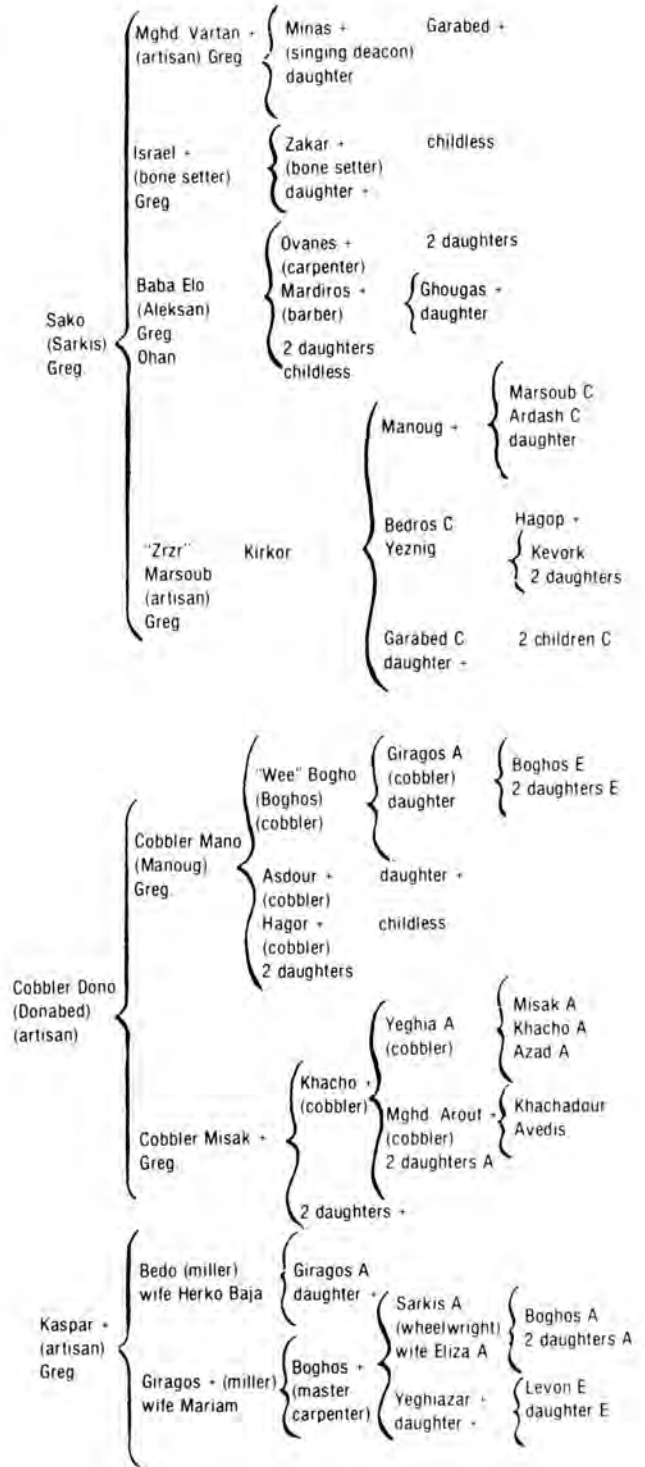 Mghd Vartan +
(artisan) Greg
Minas +
(singing deacon)
daughter
Garabed +
Israel +
(bone setter)
Greg
Zakar +
(bone setter)
daughter +
childless
Baba Elo
(Aleksan)
Greg
Ohan
Ovanes +
(carpenter)
Mardiros +
(barber)
2 daughters
childless
2 daughters
Ghougas +
daughter
Sako
(Sarkis)
Greg.
"Zrzr"
Marsoub
(artisan)
Greg
Kirkor
Manoug +
Marsoub C
Ardash C
daughter
Bedros C
Yeznig
Hagop +
Kevork
2 daughters
Garabed C
daughter +
2 children C
Cobbler Dono
(Donabed)
(artisan)
Cobbler Mano
(Manoug)
Greg.
"Wee" Bogho
(Boghos)
(cobbler)
Giragos A
(cobbler)
daughter
Boghos E
2 daughters E
Asdour +
(cobbler)
Hagor +
(cobbler)
2 daughters
daughter +
childless
Cobbler Misak +
Greg.
Khacho +
(cobbler)
2 daughters +
Yeghia A
(cobbler)
Misak A
Khacho A
Azad A
Mghd Arout +
(cobbler)
2 daughters A
Khachadour
Avedis
Kaspar +
(artisan)
Greg
Bedo (miller)
wife Herko Baja
Giragos A
daughter +
Giragos + (miller)
wife Mariam
Boghos +
(master
carpenter)
Sarkis A
(wheelwright)
wife Eliza A
Boghos A
2 daughters A
Yeghiazar +
daughter +
Levon E
daughter E